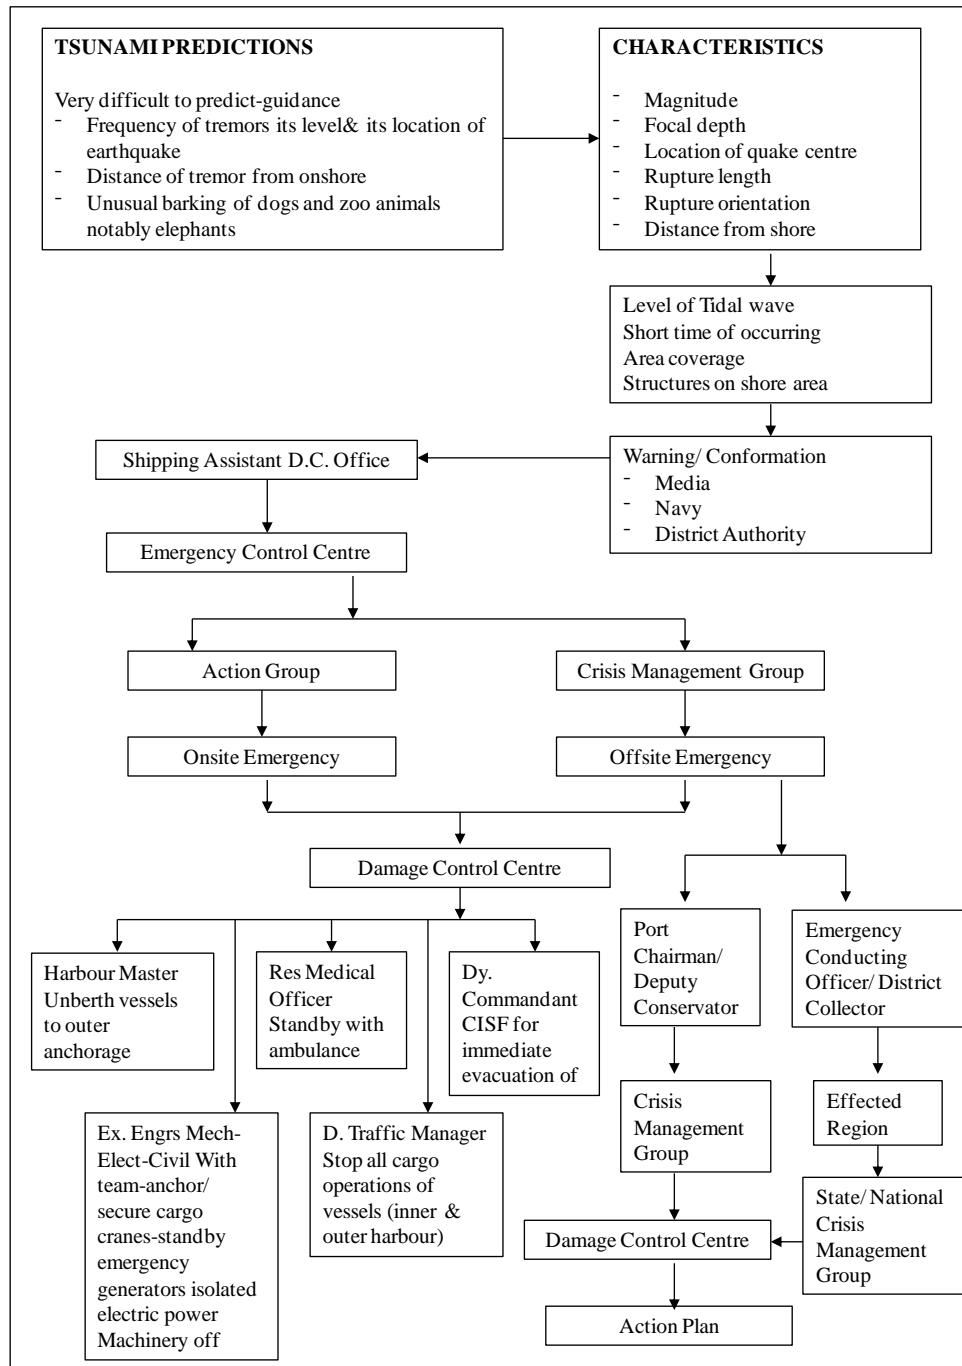 TSUNAMI PREDICTIONS
Very difficult to predict-guidance
- Frequency of tremors its level& its location of
earthquake
- Distance of tremor from onshore
- Unusual barking of dogs and zoo animals
notably elephants
CHARACTERISTICS
- Magnitude
- Focal depth
- Location of quake centre
- Rupture length
- Rupture orientation
- Distance from shore
Level of Tidal wave
Short time of occurring
Area coverage
Structures on shore area
Warning/ Conformation
- Media
- Navy
- District Authority
Shipping Assistant D.C. Office
Emergency Control Centre
Action Group
Crisis Management Group
Onsite Emergency
Offsite Emergency
Damage Control Centre
Harbour Master
Unberth vessels
to outer
anchorage
Res Medical
Officer
Standby with
ambulance
Dy.
Commandant
CISF for
immediate
evacuation of
Port
Chairman/
Deputy
Conservator
Emergency
Conducting
Officer/ District
Collector
Ex. Engrs Mech-
Elect-Civil With
team-anchor/
secure cargo
cranes-standby
emergency
generators isolated
electric power
Machinery off
D. Traffic Manager
Stop all cargo
operations of
vessels (inner &
outer harbour)
Crisis
Management
Group
Effected
Region
State/ National
Crisis
Management
Group
Damage Control Centre
Action Plan